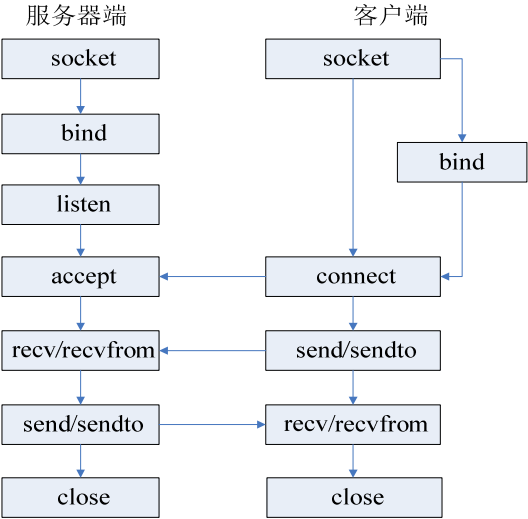 服务器端
客户端
socket
socket
bind
bind
listen
accept
connect
recv/recvfrom
send/sendto
send/sendto
recv/recvfrom
close
close